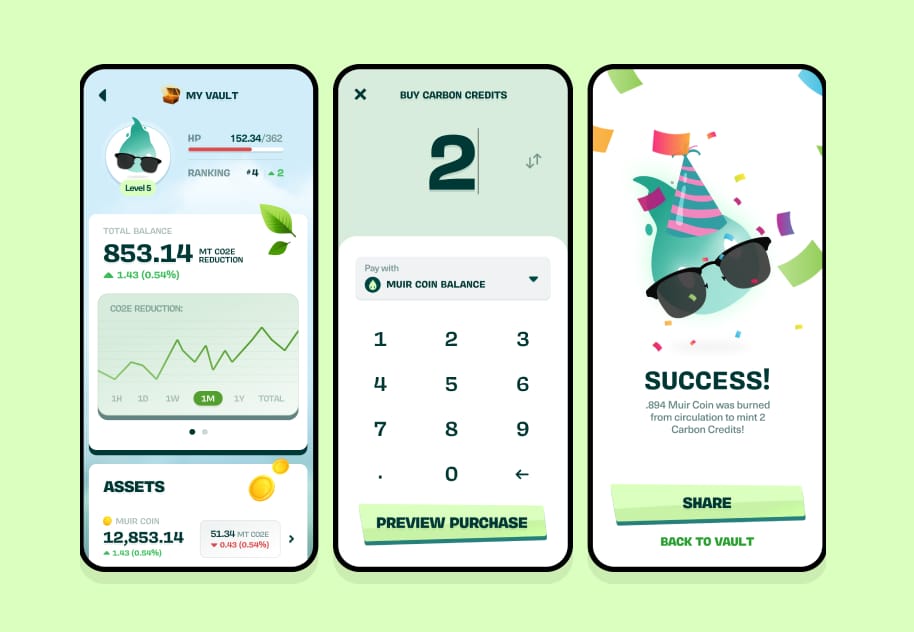 MY VAULT
HP 152.34/362
RANKING #4 2
Level 5
TOTAL BALANCE
853.14 MT CO2E
REDUCTION
1.43 (0.54%)
CO2E REDUCTION:
1H 1D 1W 1M 1Y TOTAL
ASSETS
MUIR COIN
12,853.14
1.43 (0.54%)
51.34 MT CO2E
0.43 (0.54%)
BUY CARBON CREDITS
2
Pay with
MUIR COIN BALANCE
1 2 3
4 5 6
7 8 9
. 0 ←
PREVIEW PURCHASE
SUCCESS!
.894 Muir Coin was burned
from circulation to mint 2
Carbon Credits!
SHARE
BACK TO VAULT